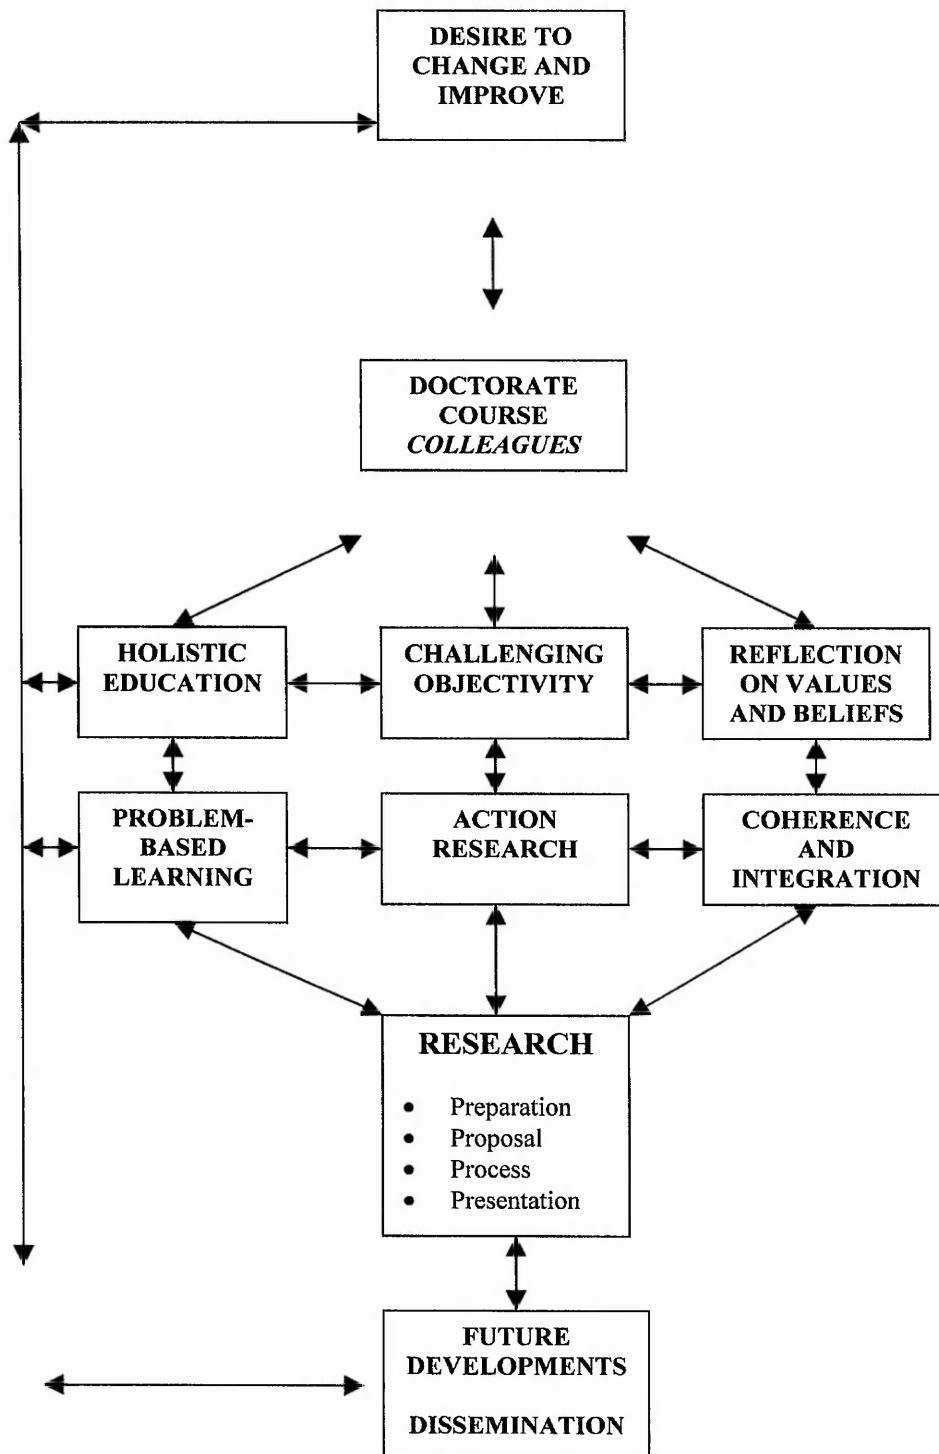 DESIRE TO
CHANGE AND
IMPROVE
DOCTORATE
COURSE
COLLEAGUES
HOLISTIC
EDUCATION
CHALLENGING
OBJECTIVITY
REFLECTION
ON VALUES
AND BELIEFS
PROBLEM-
BASED
LEARNING
ACTION
RESEARCH
COHERENCE
AND
INTEGRATION
RESEARCH
• Preparation
• Proposal
• Process
• Presentation
FUTURE
DEVELOPMENTS
DISSEMINATION